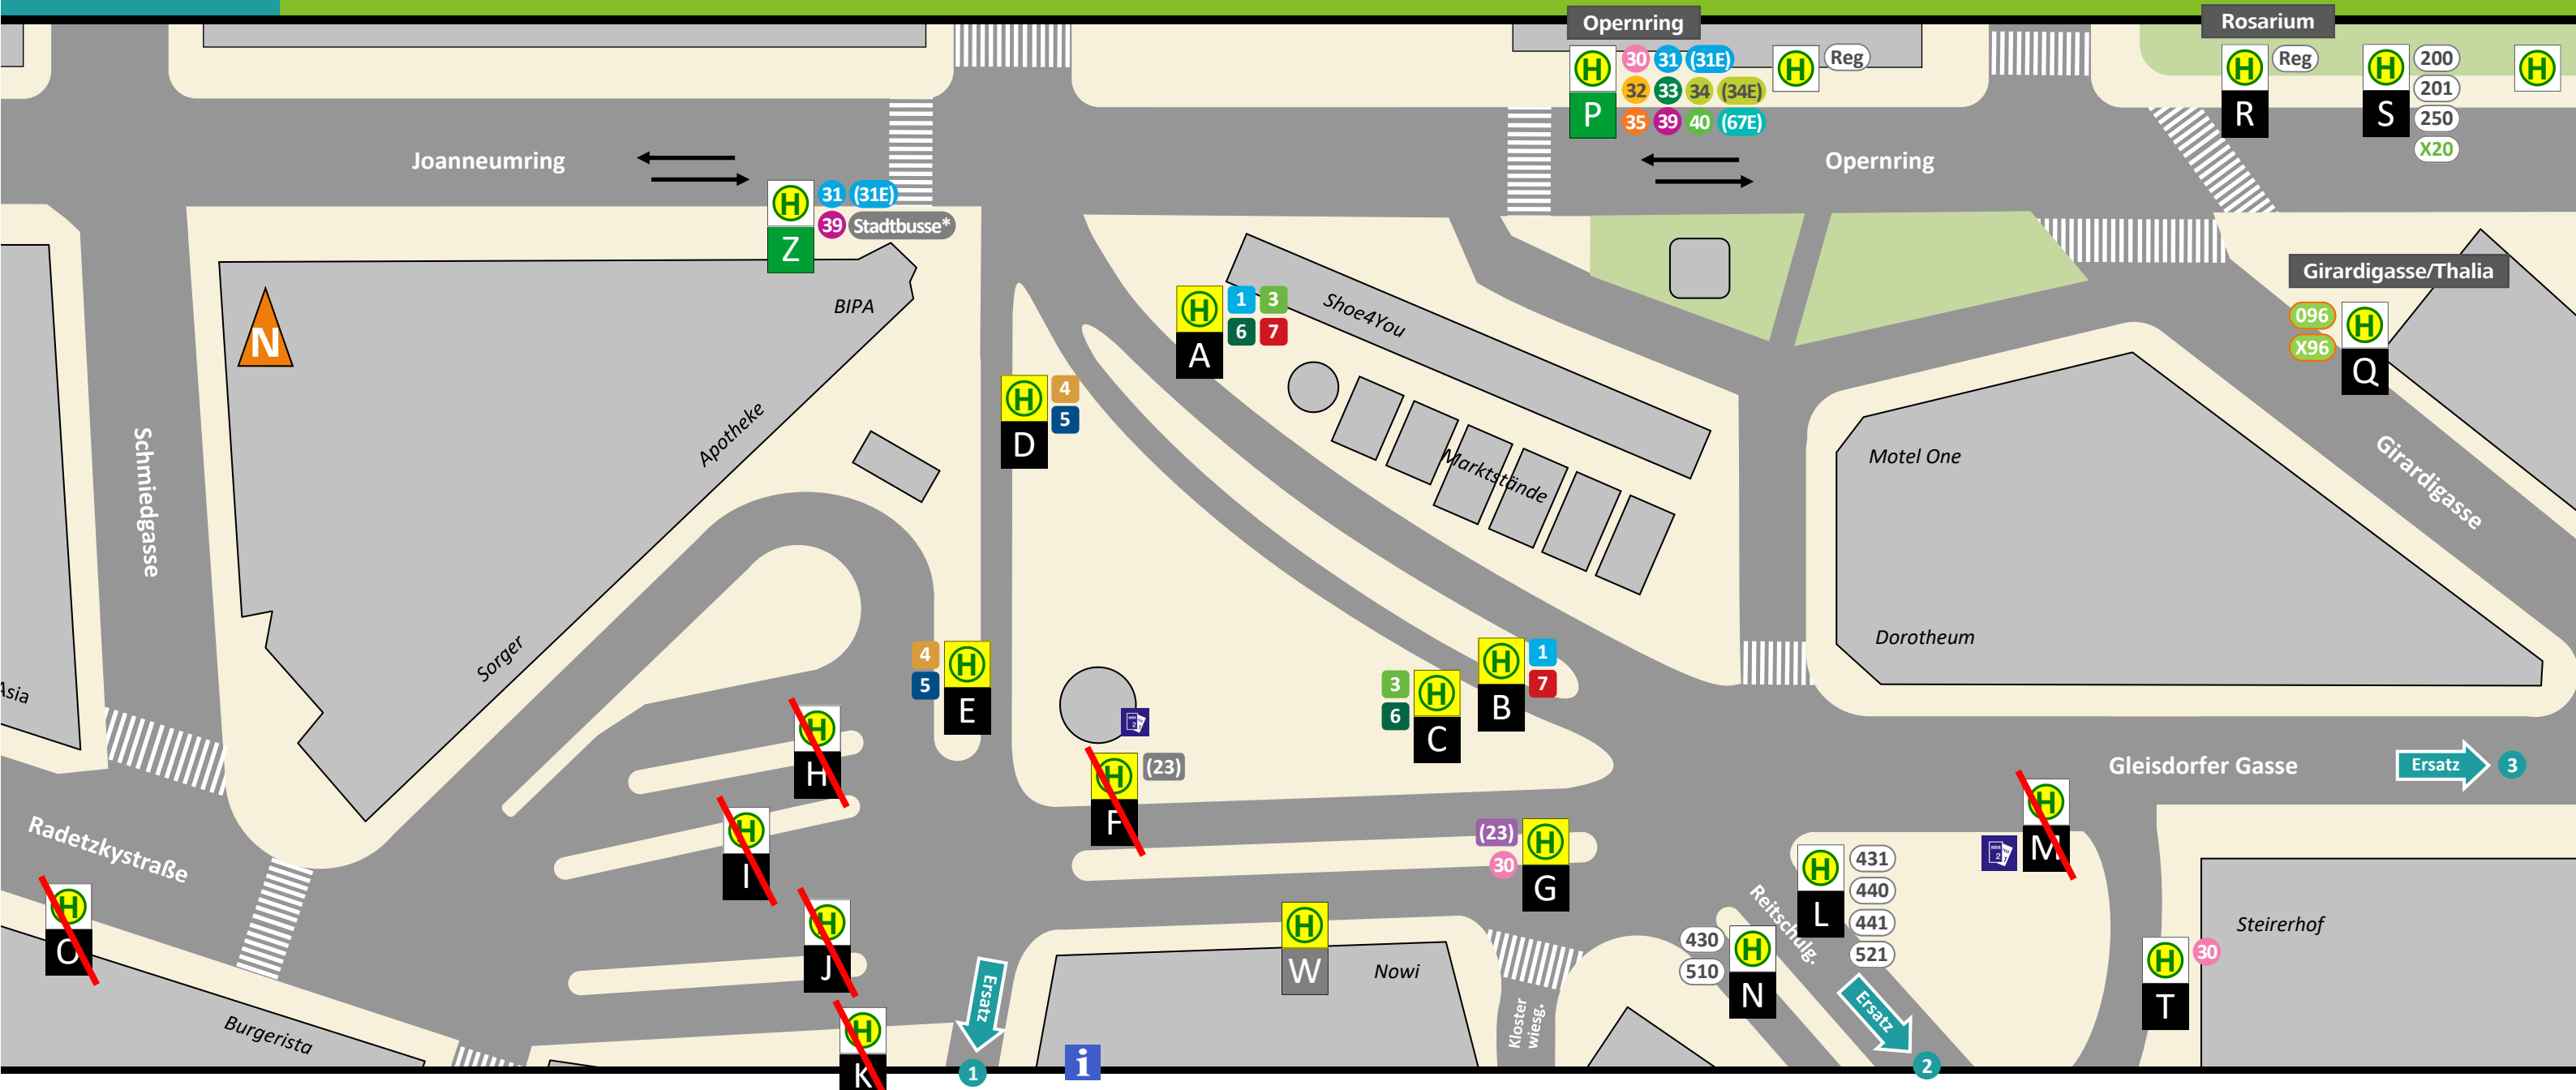 Opernring
H 30 31 (31E) H Reg
P 32 33 34 (34E)
35 39 40 (67E)
Rosarium
H Reg H 200 H
R S 201
250
X20
Joanneumring
Opernring
H 31 (31E)
39 Stadtbusse*
Z
Girardigasse/Thalia
096 H
X96
Q
N
BIPA
H 1 3
6 7
A
Shoe4You
Marktstände
H 4
5
D
Apotheke
Schmiedgasse
Sorger
Motel One
Dorotheum
Girardigasse
4 H
5
E
Asia
H
H
H
I
H
J
H
K
H (23)
F
3 H
6
C
H 1
7
B
Gleisdorfer Gasse
Ersatz 3
Radetzkystraße
H
O
(23) H
30
G
H
M
H 431
440
L 441
521
Reitschulg.
430 H
510
N
H
W
Nowi
Steirerhof
H 30
T
Burgerista
Ersatz
1
i
Kloster
wiesg.
Ersatz
2